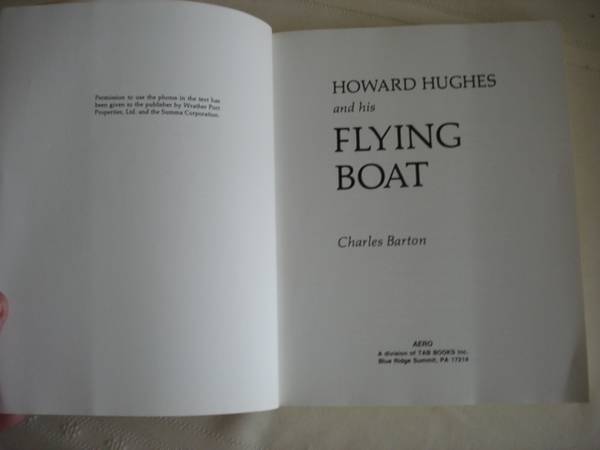 Permission to use the photos in the text has
been given to the publisher by Wrather Port
Properties, Ltd. and the Summa Corporation.
HOWARD HUGHES
and his
FLYING
BOAT
Charles Barton
AERO
A division of TAB BOOKS Inc.
Blue Ridge Summit, PA 17214